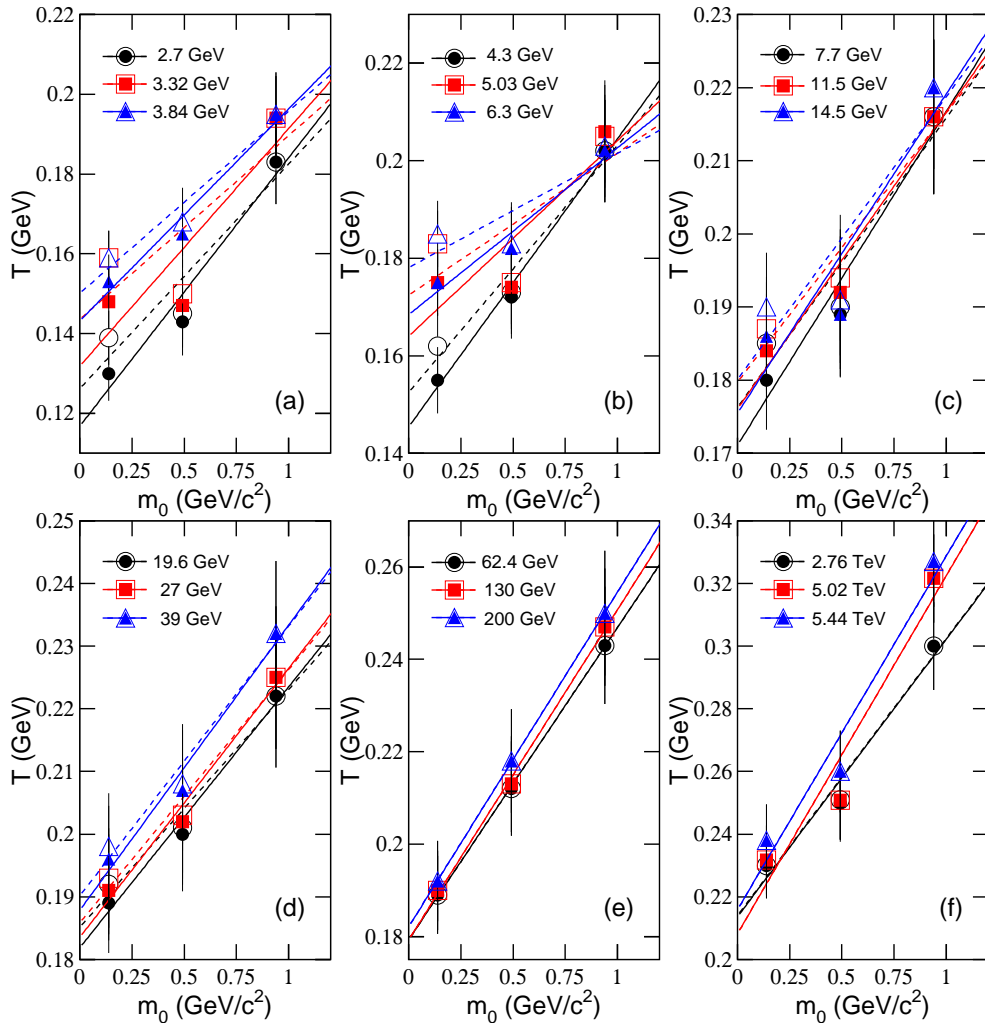 0.22
0.2
0.18
0.16
0.14
0.12
T (GeV)
2.7 GeV
3.32 GeV
3.84 GeV
(a)
0 0.25 0.5 0.75 1
m0 (GeV/c2)
0.22
0.2
0.18
0.16
0.14
T (GeV)
4.3 GeV
5.03 GeV
6.3 GeV
(b)
0 0.25 0.5 0.75 1
m0 (GeV/c2)
0.23
0.22
0.21
0.2
0.19
0.18
0.17
T (GeV)
7.7 GeV
11.5 GeV
14.5 GeV
(c)
0 0.25 0.5 0.75 1
m0 (GeV/c2)
0.25
0.24
0.23
0.22
0.21
0.2
0.19
0.18
T (GeV)
19.6 GeV
27 GeV
39 GeV
(d)
0 0.25 0.5 0.75 1
m0 (GeV/c2)
0.26
0.24
0.22
0.2
0.18
T (GeV)
62.4 GeV
130 GeV
200 GeV
(e)
0 0.25 0.5 0.75 1
m0 (GeV/c2)
0.34
0.32
0.3
0.28
0.26
0.24
0.22
0.2
T (GeV)
2.76 TeV
5.02 TeV
5.44 TeV
(f)
0 0.25 0.5 0.75 1
m0 (GeV/c2)